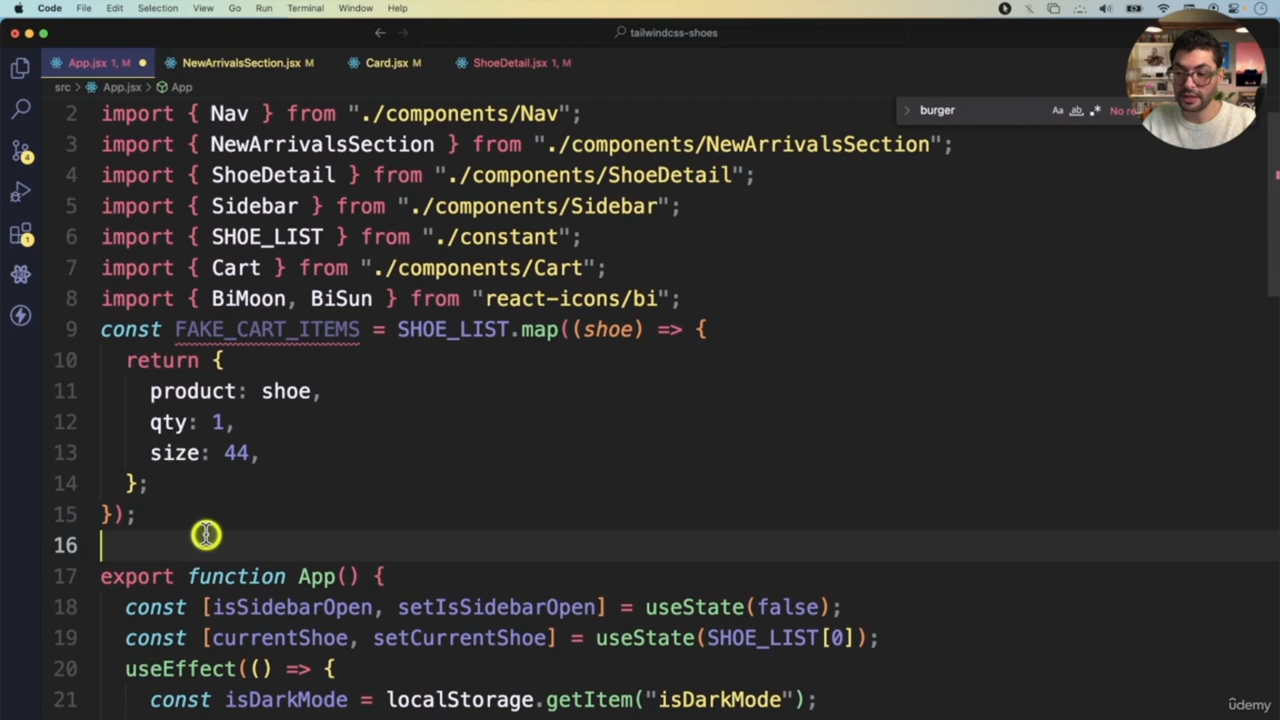 Code File Edit Selection View Go Run Terminal Window Help
tailwindcss-shoes
App.jsx 1, M NewArrivalsSection.jsx M Card.jsx M ShoeDetail.jsx 1, M
src > App.jsx > App
burger Aa ab .* No re
2 import { Nav } from "./components/Nav";
3 import { NewArrivalsSection } from "./components/NewArrivalsSection";
4 import { ShoeDetail } from "./components/ShoeDetail";
5 import { Sidebar } from "./components/Sidebar";
6 import { SHOE_LIST } from "./constant";
7 import { Cart } from "./components/Cart";
8 import { BiMoon, BiSun } from "react-icons/bi";
9 const FAKE_CART_ITEMS = SHOE_LIST.map((shoe) => {
10 return {
11 product: shoe,
12 qty: 1,
13 size: 44,
14 };
15 });
16
17 export function App() {
18 const [isSidebarOpen, setIsSidebarOpen] = useState(false);
19 const [currentShoe, setCurrentShoe] = useState(SHOE_LIST[0]);
20 useEffect(() => {
21 const isDarkMode = localStorage.getItem("isDarkMode");
4
1
ûdemy